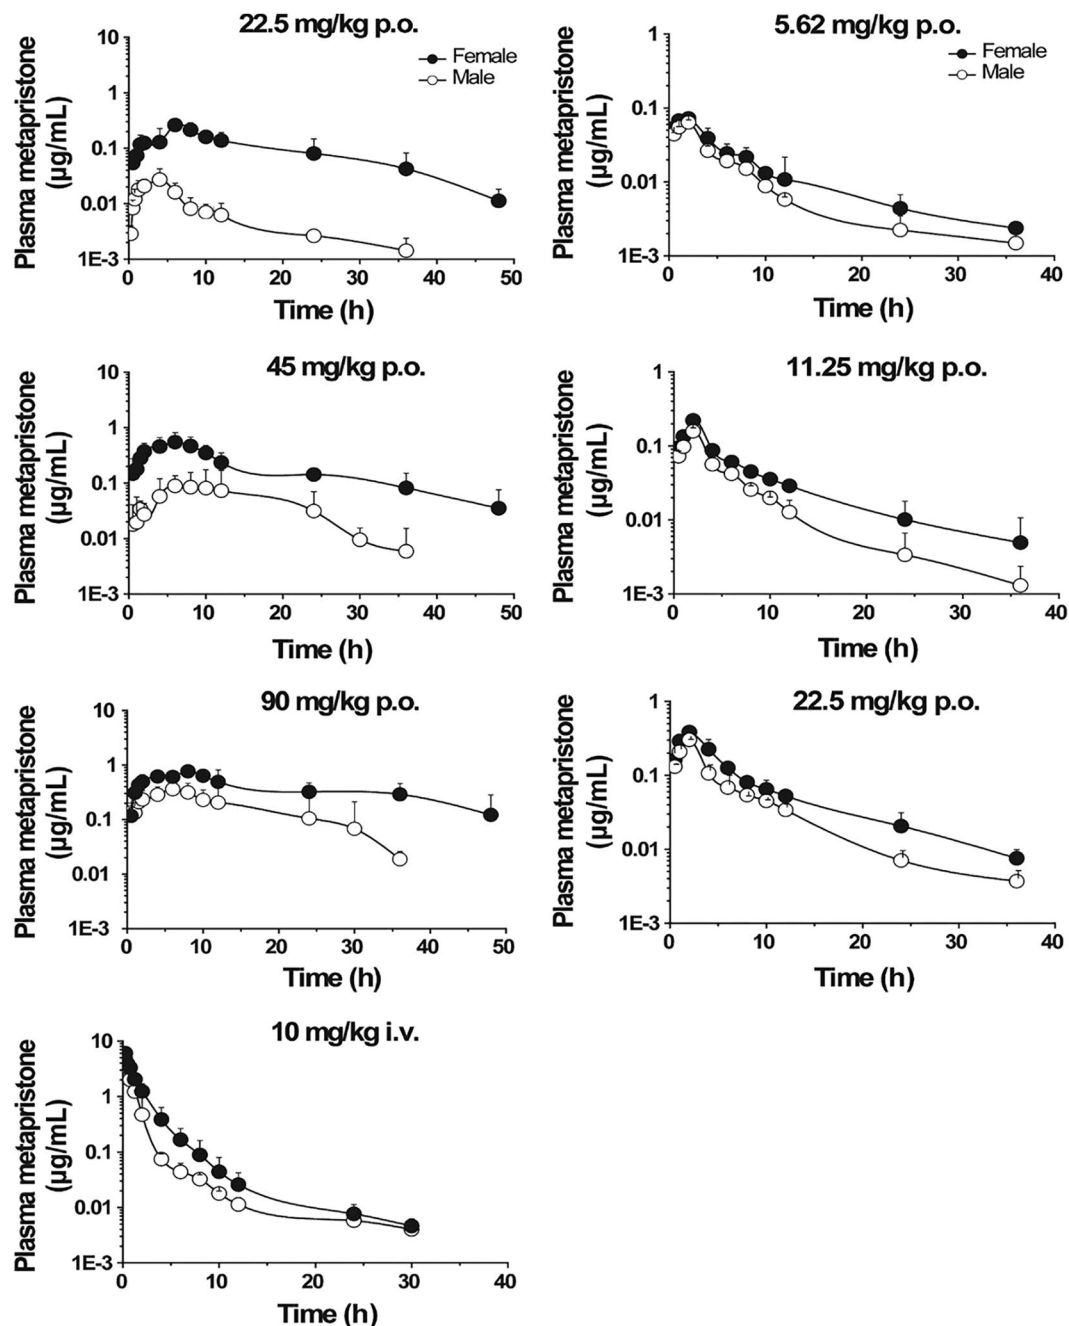 22.5 mg/kg p.o.
Plasma metapristone
(µg/mL)
10
1
0.1
0.01
1E-3
0 10 20 30 40 50
Time (h)
Female
Male
5.62 mg/kg p.o.
Plasma metapristone
(µg/mL)
1
0.1
0.01
1E-3
0 10 20 30 40
Time (h)
Female
Male
45 mg/kg p.o.
Plasma metapristone
(µg/mL)
10
1
0.1
0.01
1E-3
0 10 20 30 40 50
Time (h)
11.25 mg/kg p.o.
Plasma metapristone
(µg/mL)
1
0.1
0.01
1E-3
0 10 20 30 40
Time (h)
90 mg/kg p.o.
Plasma metapristone
(µg/mL)
10
1
0.1
0.01
1E-3
0 10 20 30 40 50
Time (h)
22.5 mg/kg p.o.
Plasma metapristone
(µg/mL)
1
0.1
0.01
1E-3
0 10 20 30 40
Time (h)
10 mg/kg i.v.
Plasma metapristone
(µg/mL)
10
1
0.1
0.01
1E-3
0 10 20 30 40
Time (h)